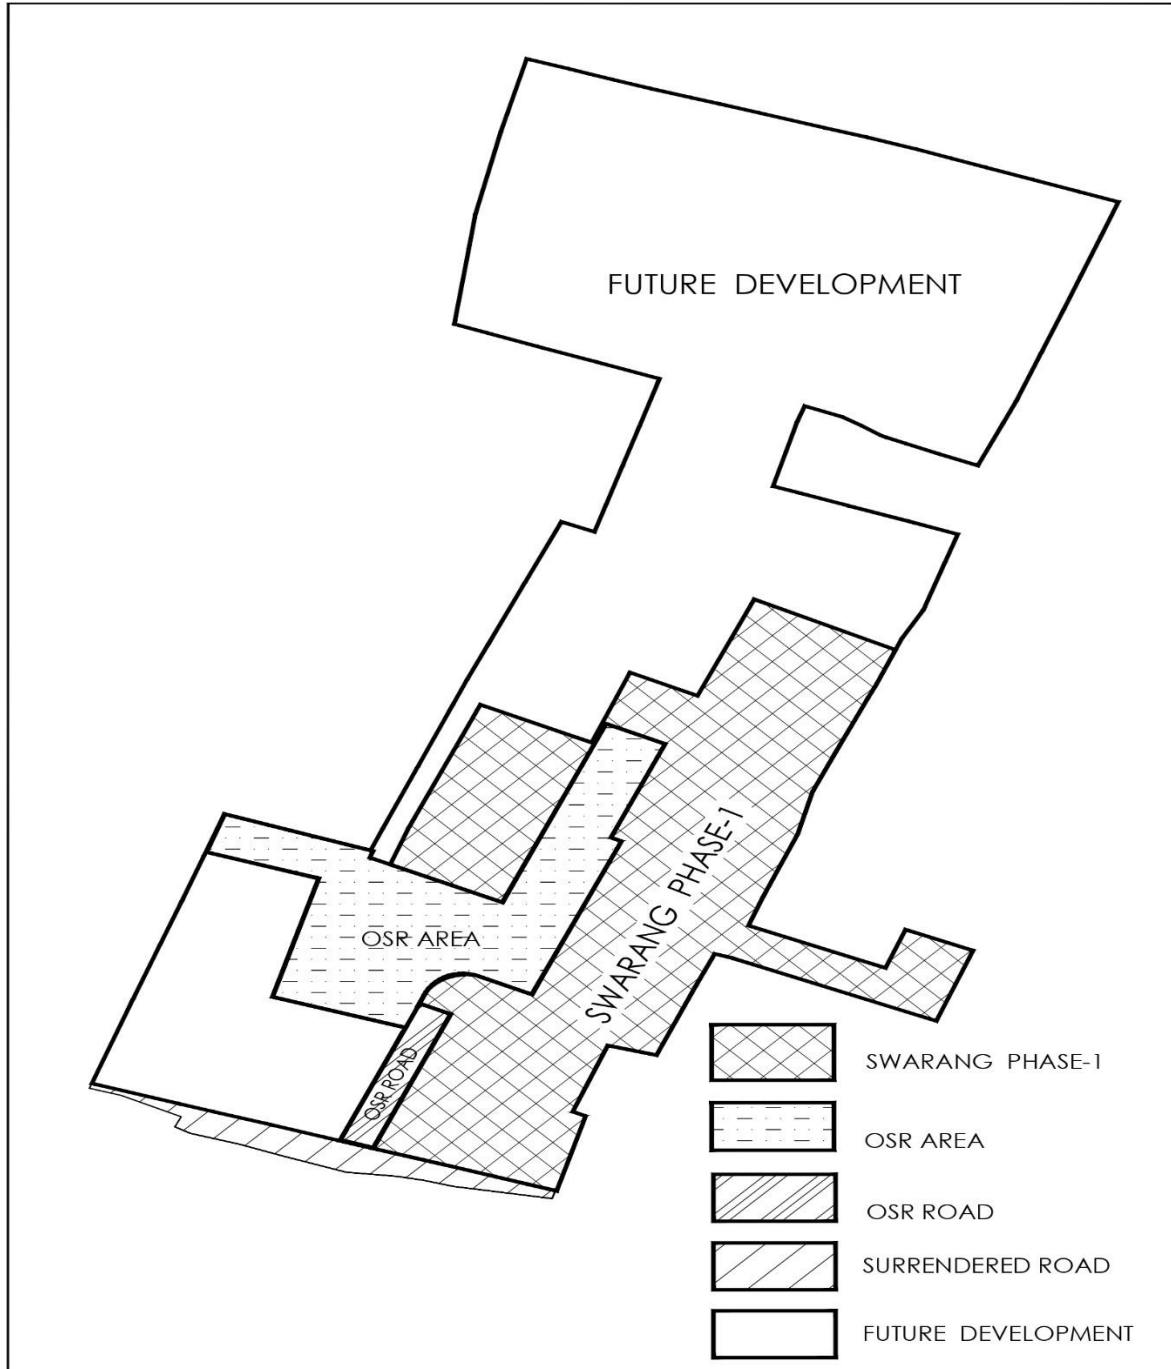 FUTURE DEVELOPMENT
SWARANG PHASE-1
OSR AREA
OSR ROAD
SWARANG PHASE-1
OSR AREA
OSR ROAD
SURRENDERED ROAD
FUTURE DEVELOPMENT